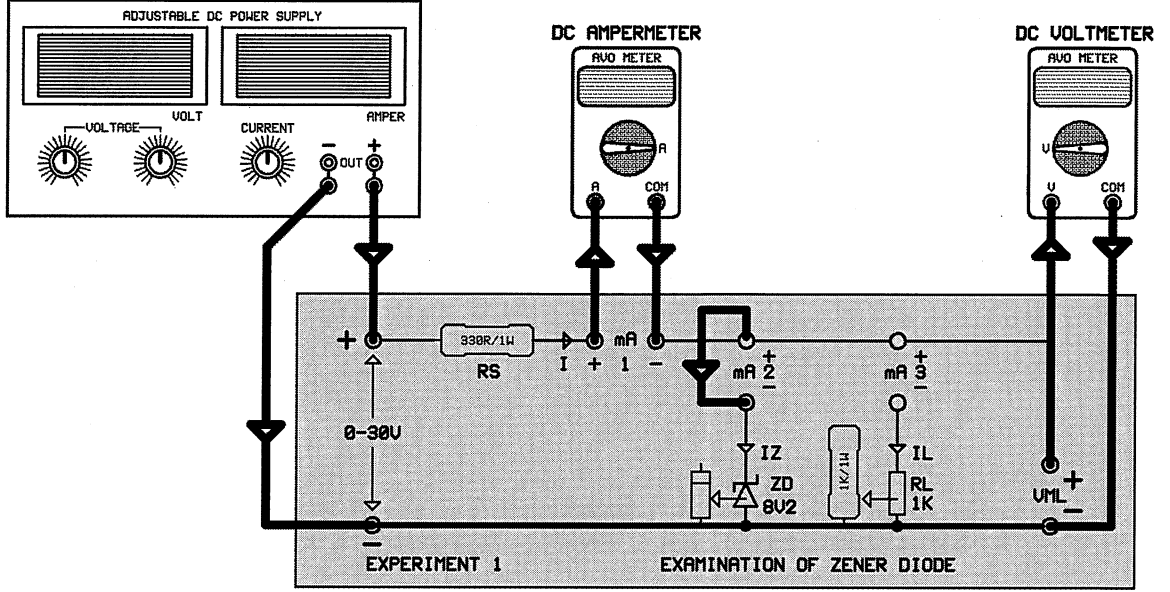 ADJUSTABLE DC POWER SUPPLY
VOLT
AMPER
VOLTAGE
CURRENT
- OUT +
DC AMPERMETER
AVO METER
A
A COM
DC VOLTMETER
AVO METER
V
V COM
+ 330R/1W I + mA 1 -
RS
+
mA 2
-
+
mA 3
-
0-30V
IZ
ZD
8V2
1K/1W
IL
RL
1K
+
VML
-
-
EXPERIMENT 1
EXAMINATION OF ZENER DIODE